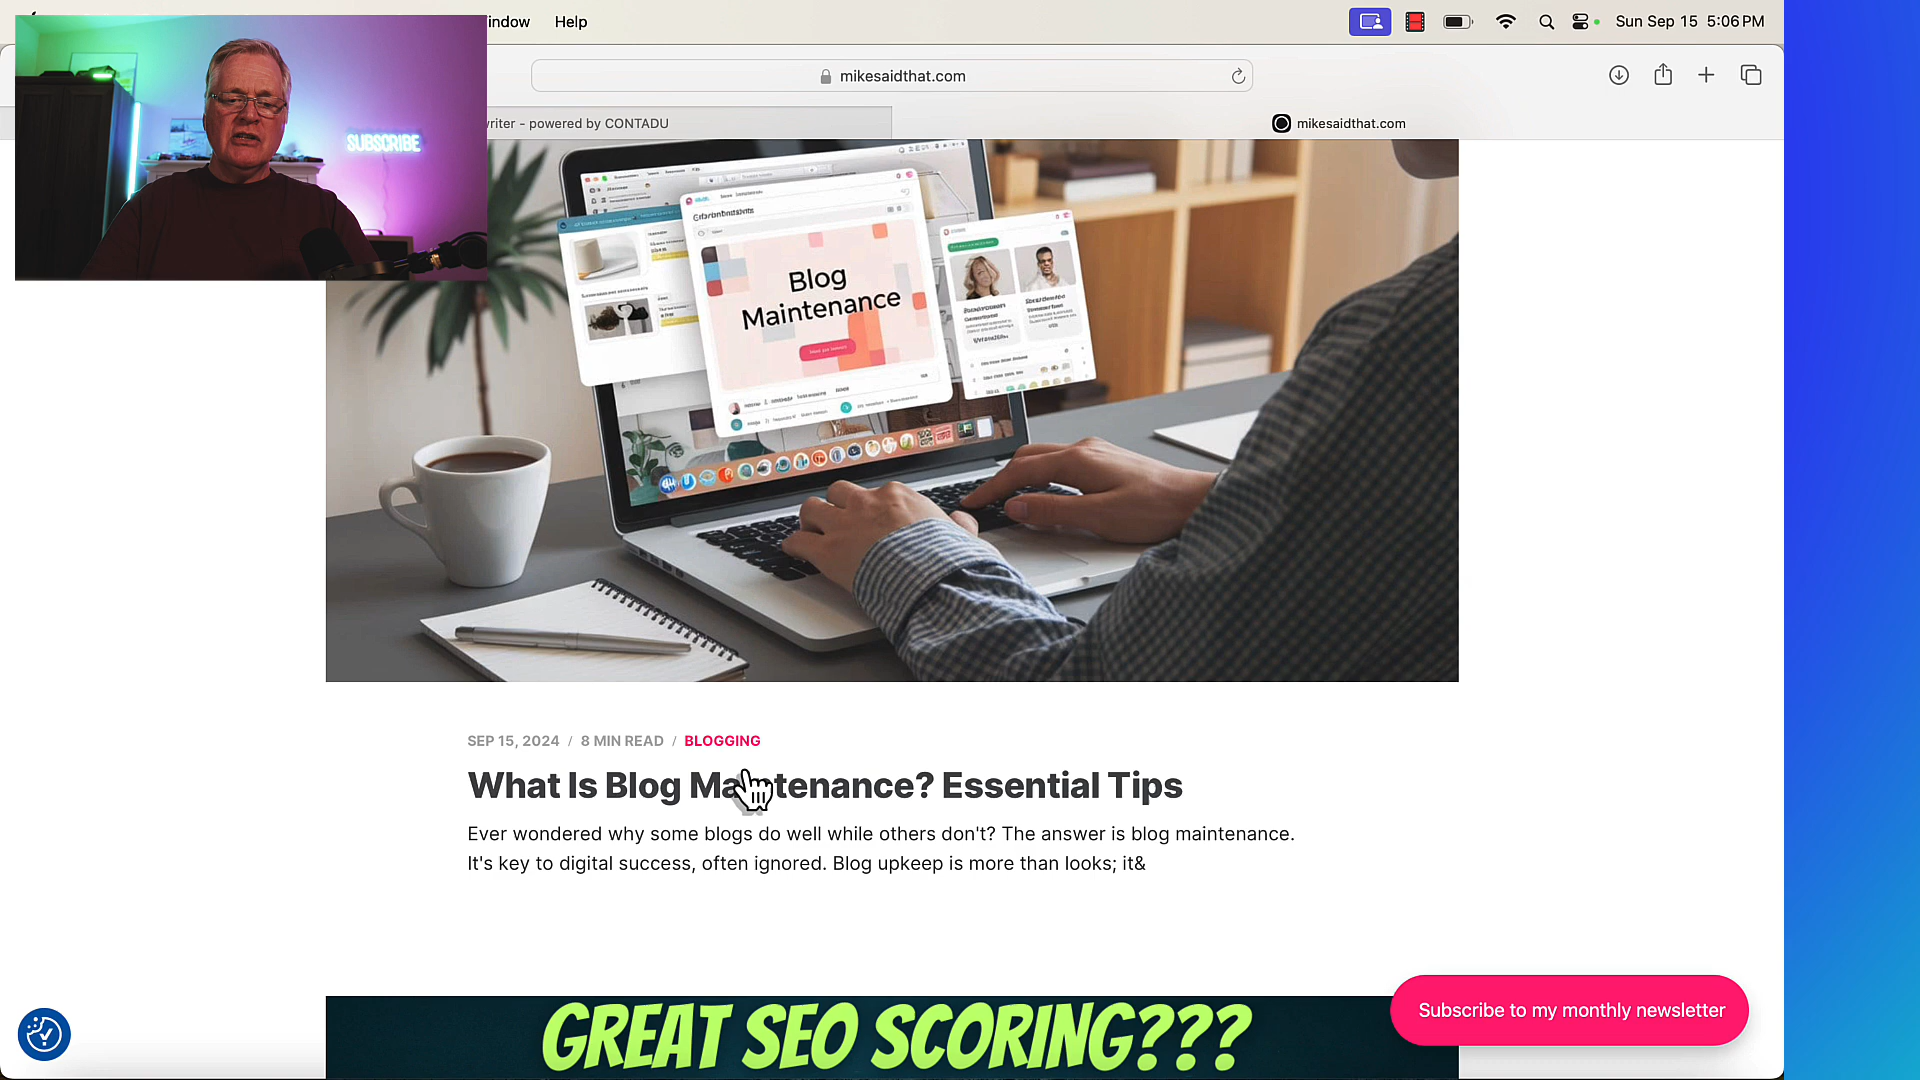 indow Help
Sun Sep 15 5:06 PM
mikesaidthat.com
writer - powered by CONTADU
mikesaidthat.com
SUBSCRIBE
Blog
Maintenance
SEP 15, 2024 / 8 MIN READ / BLOGGING
What Is Blog Ma tenance? Essential Tips
Ever wondered why some blogs do well while others don't? The answer is blog maintenance.
It's key to digital success, often ignored. Blog upkeep is more than looks; it&
GREAT SEO SCORING???
Subscribe to my monthly newsletter